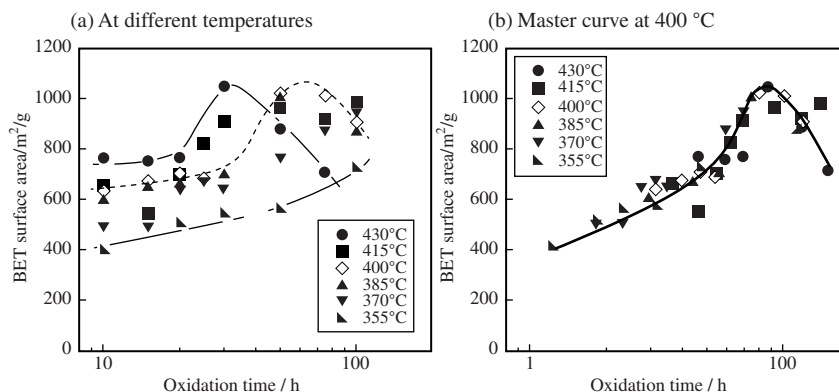 (a) At different temperatures
1200
1000
800
600
400
200
0
BET surface area/m²/g
430°C
415°C
400°C
385°C
370°C
355°C
10
100
Oxidation time / h
(b) Master curve at 400 °C
1200
1000
800
600
400
200
0
BET surface area/m²/g
430°C
415°C
400°C
385°C
370°C
355°C
1
10
100
Oxidation time / h